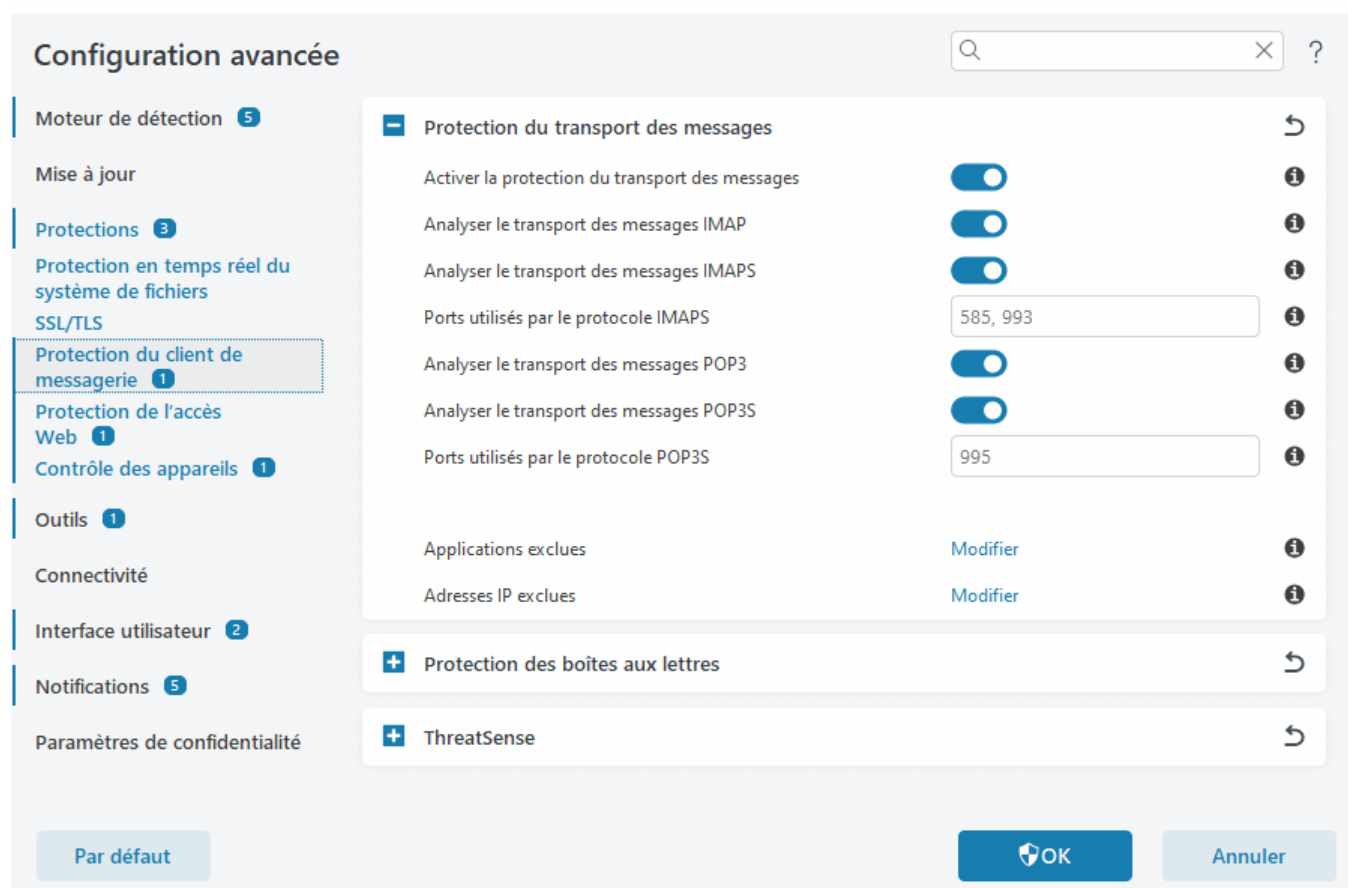 Configuration avancée
?
Moteur de détection 5
Mise à jour
Protections 3
Protection en temps réel du
système de fichiers
SSL/TLS
Protection du client de
messagerie 1
Protection de l'accès
Web 1
Contrôle des appareils 1
Outils 1
Connectivité
Interface utilisateur 2
Notifications 5
Paramètres de confidentialité
Protection du transport des messages
Activer la protection du transport des messages
Analyser le transport des messages IMAP
Analyser le transport des messages IMAPS
Ports utilisés par le protocole IMAPS 585, 993
Analyser le transport des messages POP3
Analyser le transport des messages POP3S
Ports utilisés par le protocole POP3S 995
Applications exclues Modifier
Adresses IP exclues Modifier
Protection des boîtes aux lettres
ThreatSense
Par défaut
OK
Annuler